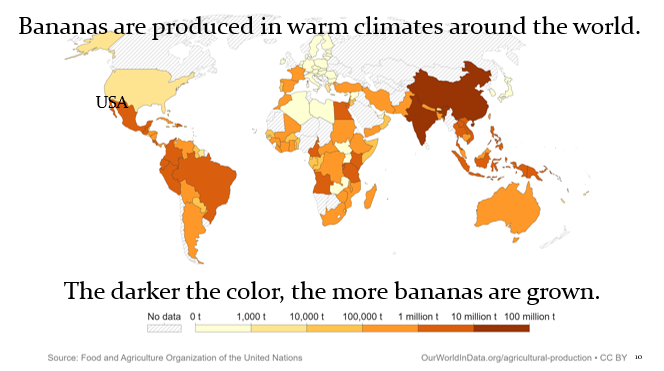 Bananas are produced in warm climates around the world.
USA
The darker the color, the more bananas are grown.
No data 0 t 1,000 t 10,000 t 100,000 t 1 million t 10 million t 100 million t
Source: Food and Agriculture Organization of the United Nations OurWorldInData.org/agricultural-production • CC BY 10